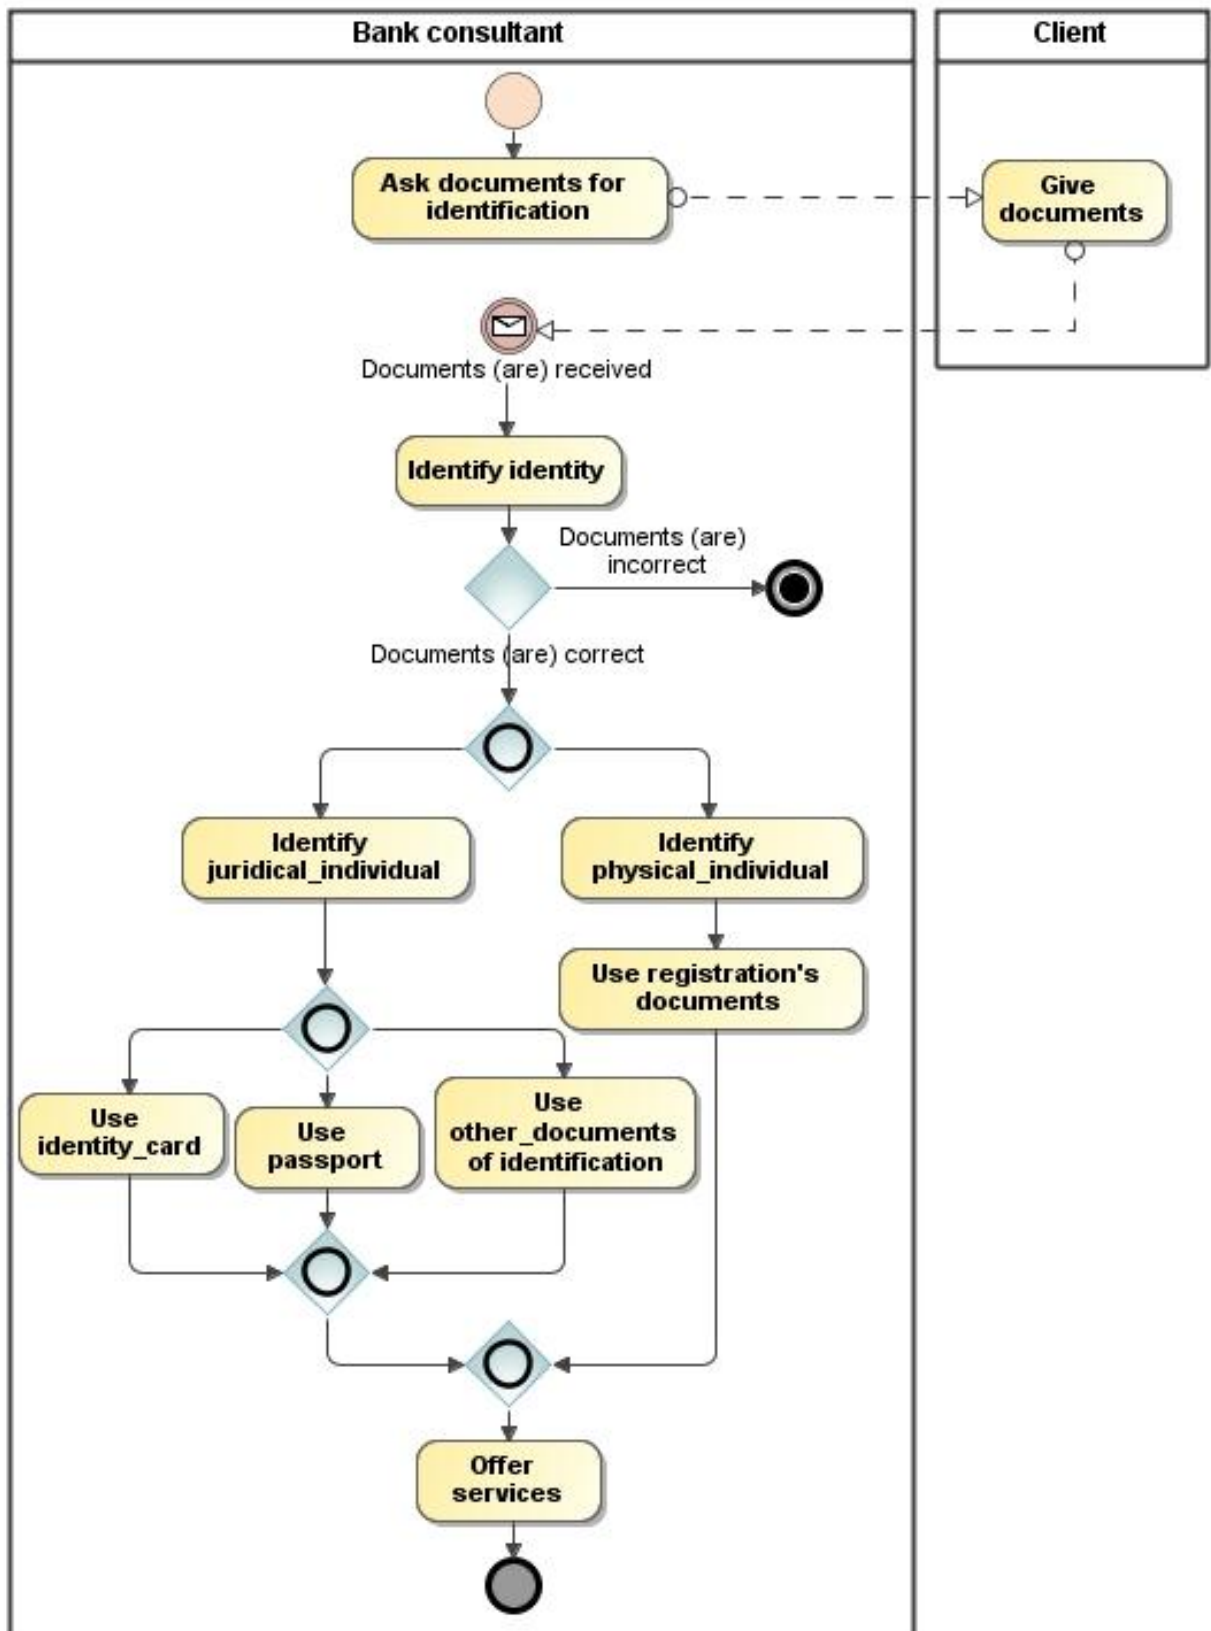 Bank consultant
Client
Ask documents for
identification
Give
documents
Documents (are) received
Identify identity
Documents (are)
incorrect
Documents (are) correct
Identify
juridical_individual
Identify
physical_individual
Use registration's
documents
Use
identity_card
Use
passport
Use
other_documents
of identification
Offer
services